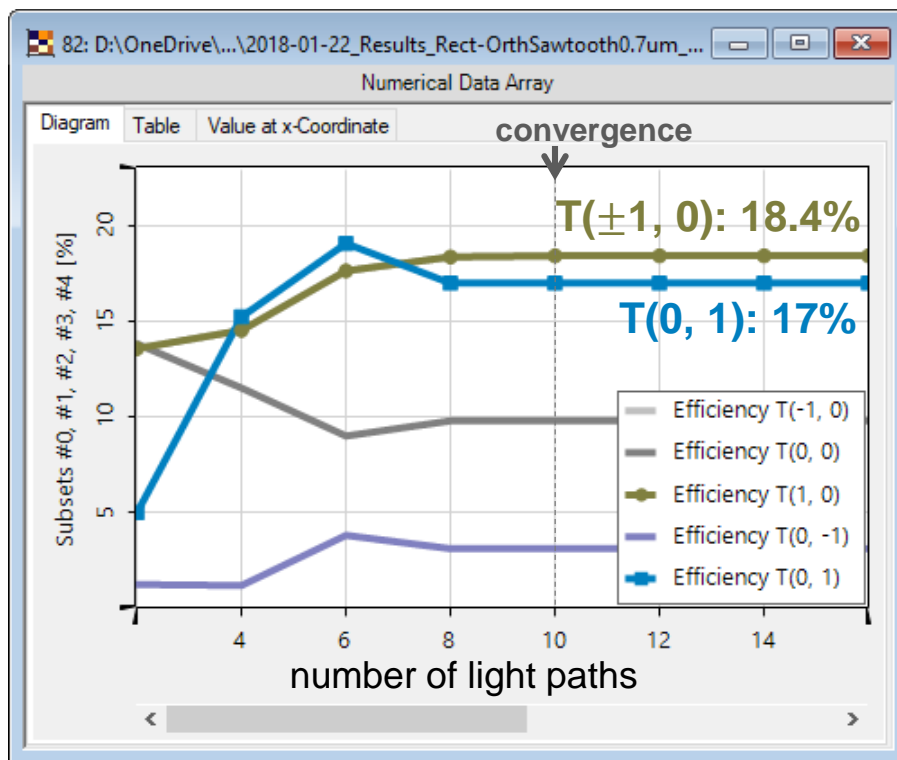 82: D:\OneDrive\...\2018-01-22_Results_Rect-OrthSawtooth0.7um_...
Numerical Data Array
Diagram Table Value at x-Coordinate
convergence
T(±1, 0): 18.4%
T(0, 1): 17%
Subsets #0, #1, #2, #3, #4 [%]
20
15
10
5
Efficiency T(-1, 0)
Efficiency T(0, 0)
Efficiency T(1, 0)
Efficiency T(0, -1)
Efficiency T(0, 1)
4 6 8 10 12 14
number of light paths